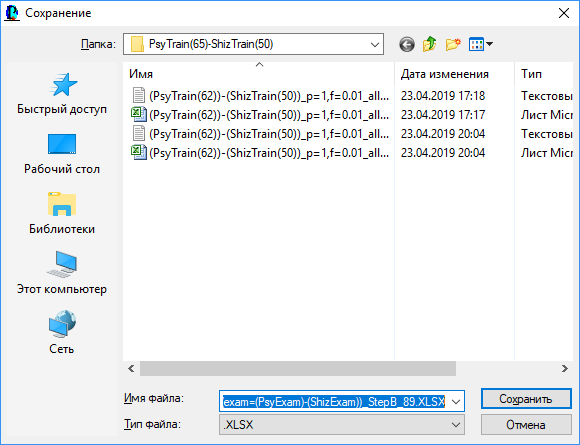 Сохранение
Папка: PsyTrain(65)-ShizTrain(50)
Имя Дата изменения Тип
(PsyTrain(62))-(ShizTrain(50))_p=1,f=0.01_all... 23.04.2019 17:18 Текстовы
(PsyTrain(62))-(ShizTrain(50))_p=1,f=0.01_all... 23.04.2019 17:17 Лист Micr
(PsyTrain(62))-(ShizTrain(50))_p=1,f=0.01_all... 23.04.2019 20:04 Текстовы
(PsyTrain(62))-(ShizTrain(50))_p=1,f=0.01_all... 23.04.2019 20:04 Лист Micr
Быстрый доступ
Рабочий стол
Библиотеки
Этот компьютер
Сеть
Имя файла: exam=(PsyExam)-(ShizExam))_StepB_89.XLSX Сохранить
Тип файла: .XLSX Отмена